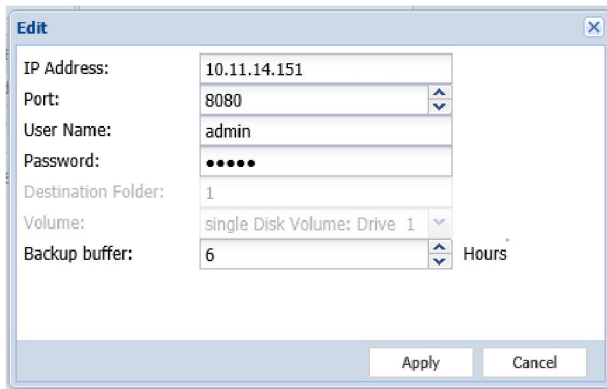 Edit
IP Address: 10.11.14.151
Port: 8080
User Name: admin
Password: •••••
Destination Folder: 1
Volume: single Disk Volume: Drive 1
Backup buffer: 6 Hours
Apply Cancel